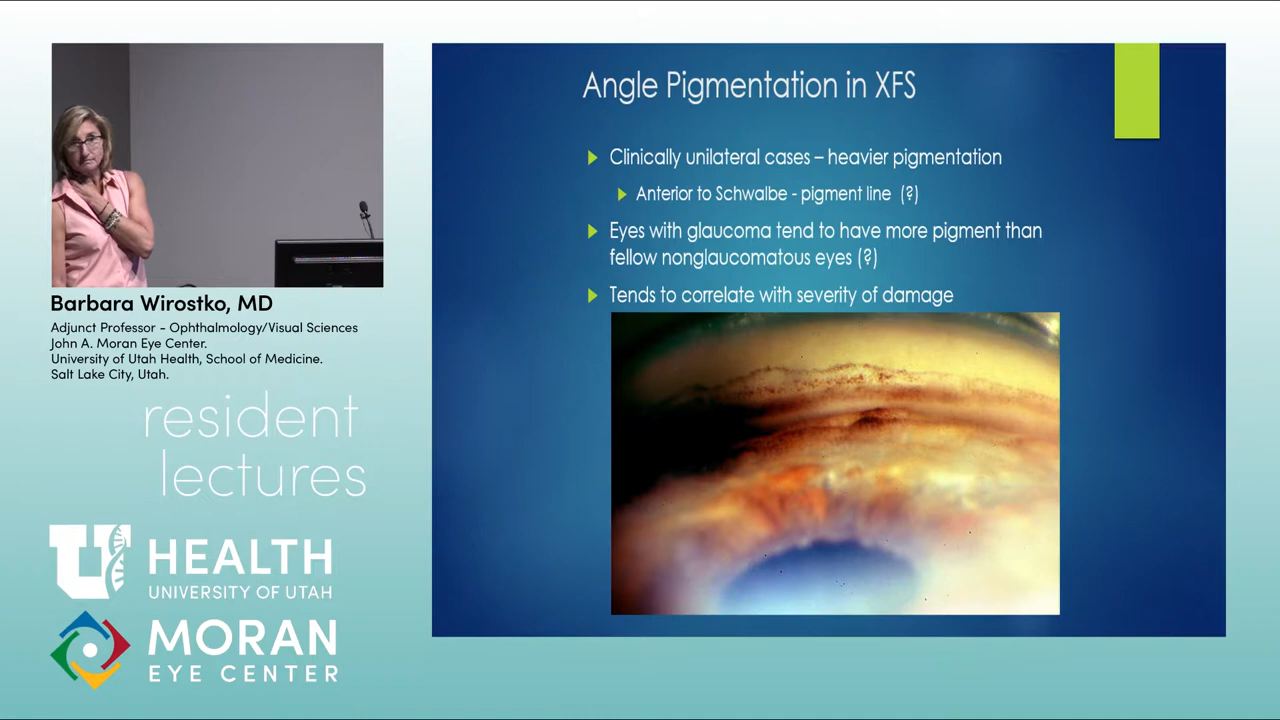 Angle Pigmentation in XFS
Clinically unilateral cases – heavier pigmentation
Anterior to Schwalbe - pigment line (?)
Eyes with glaucoma tend to have more pigment than
fellow nonglaucomatous eyes (?)
Tends to correlate with severity of damage
Barbara Wirostko, MD
Adjunct Professor - Ophthalmology/Visual Sciences
John A. Moran Eye Center.
University of Utah Health, School of Medicine.
Salt Lake City, Utah.
resident
lectures
U HEALTH
UNIVERSITY OF UTAH
MORAN
EYE CENTER